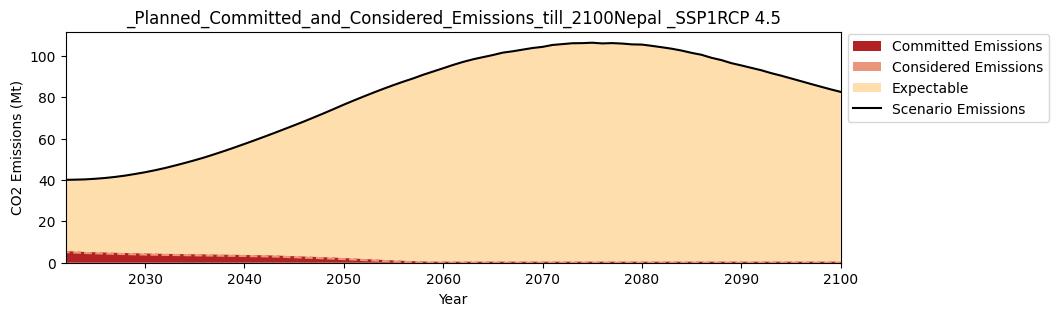 _Planned_Committed_and_Considered_Emissions_till_2100Nepal _SSP1RCP 4.5
CO2 Emissions (Mt)
100
80
60
40
20
0
2030 2040 2050 2060 2070 2080 2090 2100
Year
Committed Emissions
Considered Emissions
Expectable
Scenario Emissions